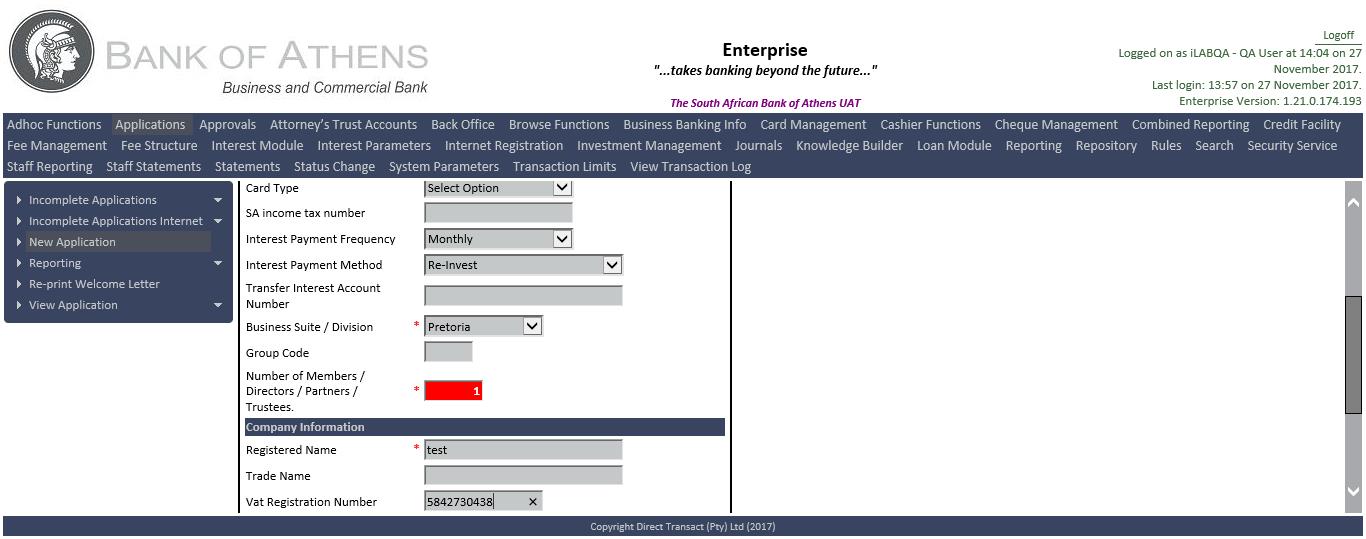 BANK OF ATHENS
Business and Commercial Bank
Enterprise
"...takes banking beyond the future..."
The South African Bank of Athens UAT
Logoff
Logged on as iLABQA - QA User at 14:04 on 27
November 2017.
Last login: 13:57 on 27 November 2017.
Enterprise Version: 1.21.0.174.193
Adhoc Functions Applications Approvals Attorney's Trust Accounts Back Office Browse Functions Business Banking Info Card Management Cashier Functions Cheque Management Combined Reporting Credit Facility
Fee Management Fee Structure Interest Module Interest Parameters Internet Registration Investment Management Journals Knowledge Builder Loan Module Reporting Repository Rules Search Security Service
Staff Reporting Staff Statements Statements Status Change System Parameters Transaction Limits View Transaction Log
Incomplete Applications
Incomplete Applications Internet
New Application
Reporting
Re-print Welcome Letter
View Application
Card Type Select Option
SA income tax number
Interest Payment Frequency Monthly
Interest Payment Method Re-Invest
Transfer Interest Account
Number
Business Suite / Division * Pretoria
Group Code
Number of Members /
Directors / Partners / * 1
Trustees.
Company Information
Registered Name * test
Trade Name
Vat Registration Number 5842730438 ×
Copyright Direct Transact (Pty) Ltd (2017)